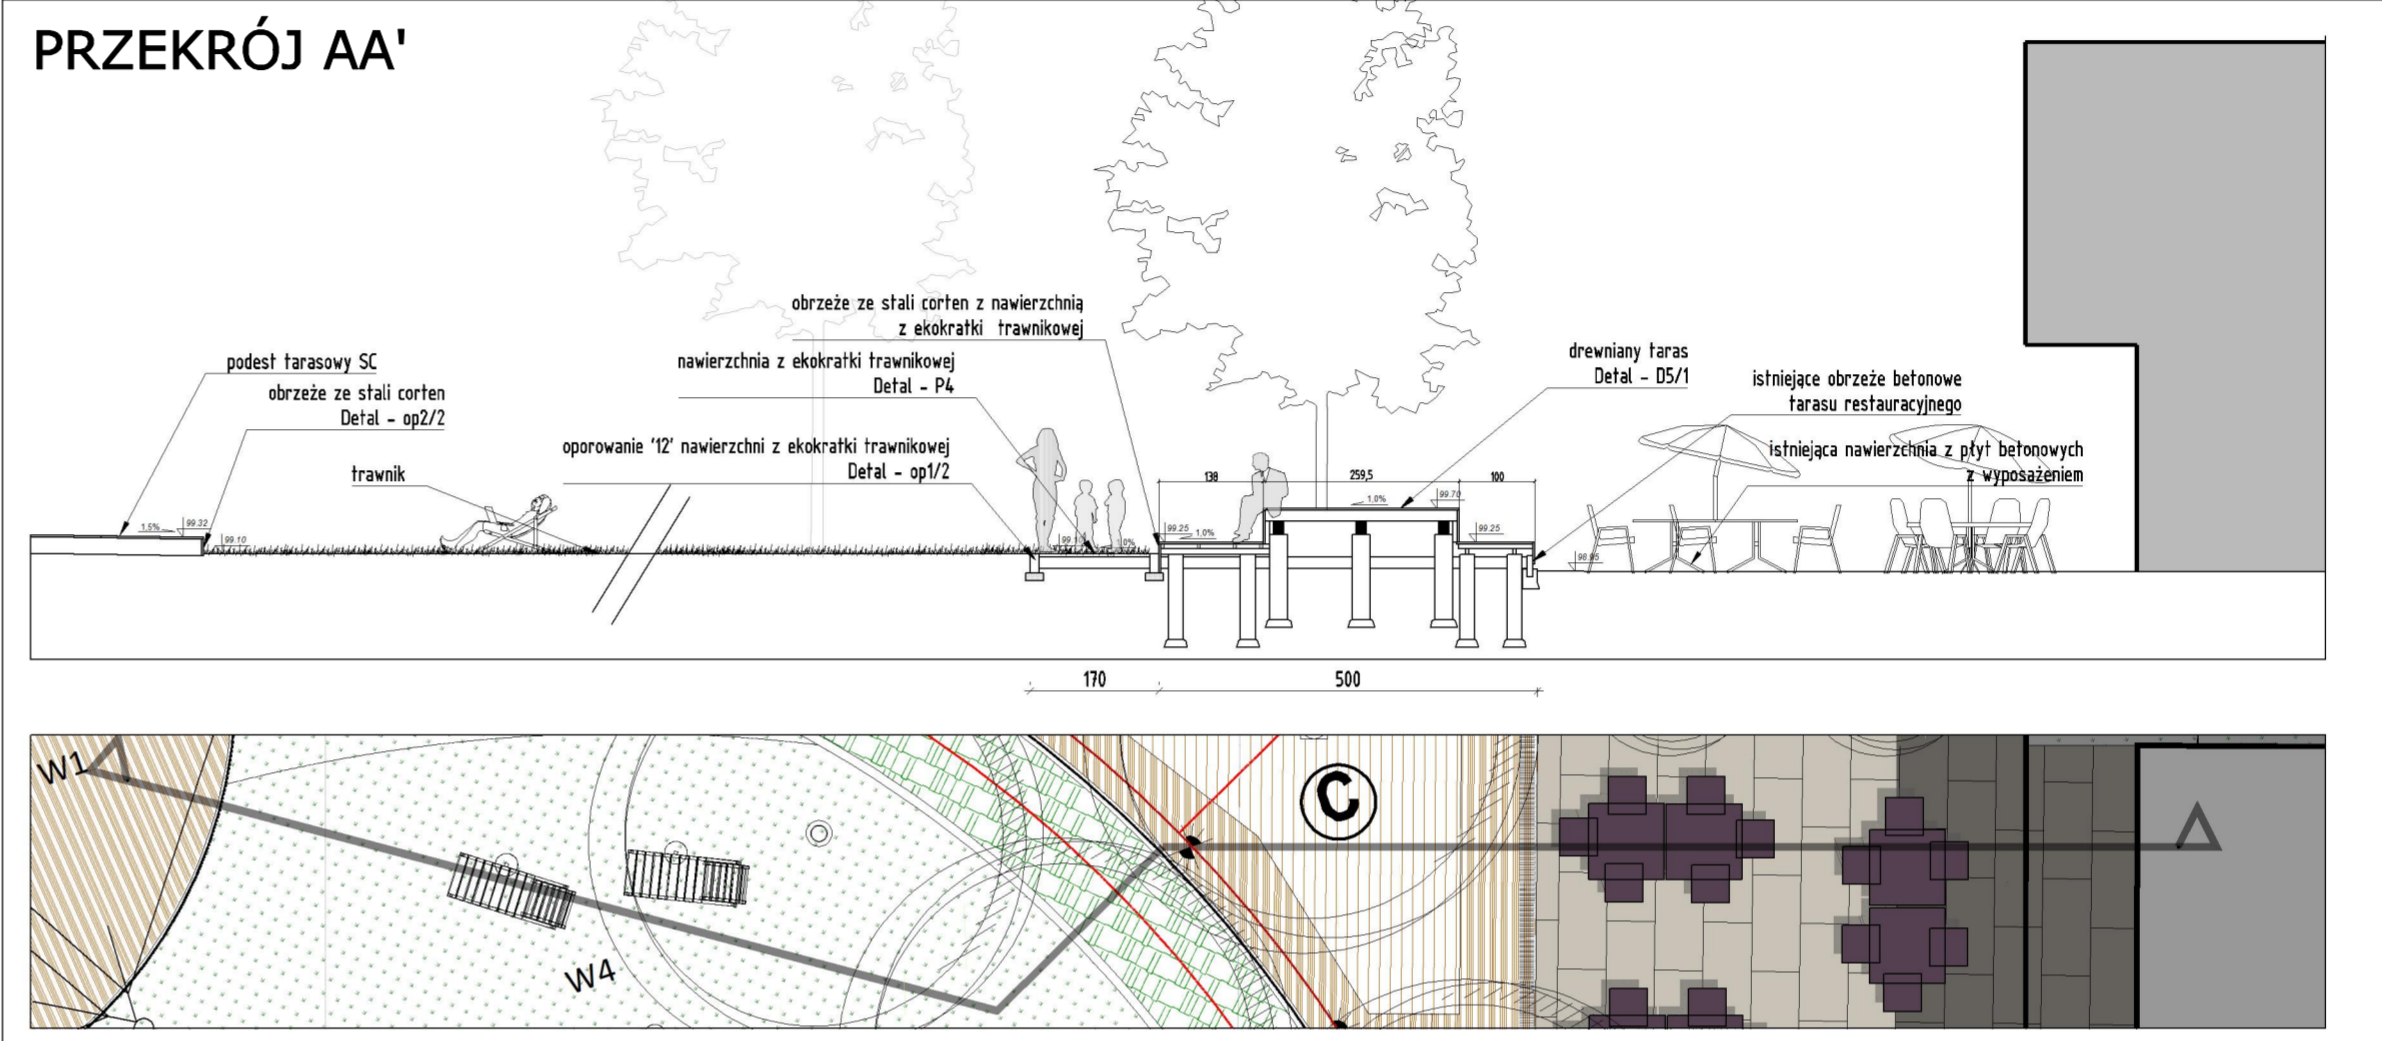 PRZEKRÓJ AA'
obrzeże ze stali corten z nawierzchnią
z ekokratki trawnikowej
podest tarasowy SC
nawierzchnia z ekokratki trawnikowej
Detal - P4
drewniany taras
Detal - D5/1
obrzeże ze stali corten
Detal - op2/2
istniejące obrzeże betonowe
tarasu restauracyjnego
oporowanie '12' nawierzchni z ekokratki trawnikowej
Detal - op1/2
istniejąca nawierzchnia z płyt betonowych
z wyposażeniem
trawnik
138 259,5 100
1,0% 99.70
1,5% 99.32
99.25 1,0% 99.25
99.10
98.95
170 500
W1
C
W4